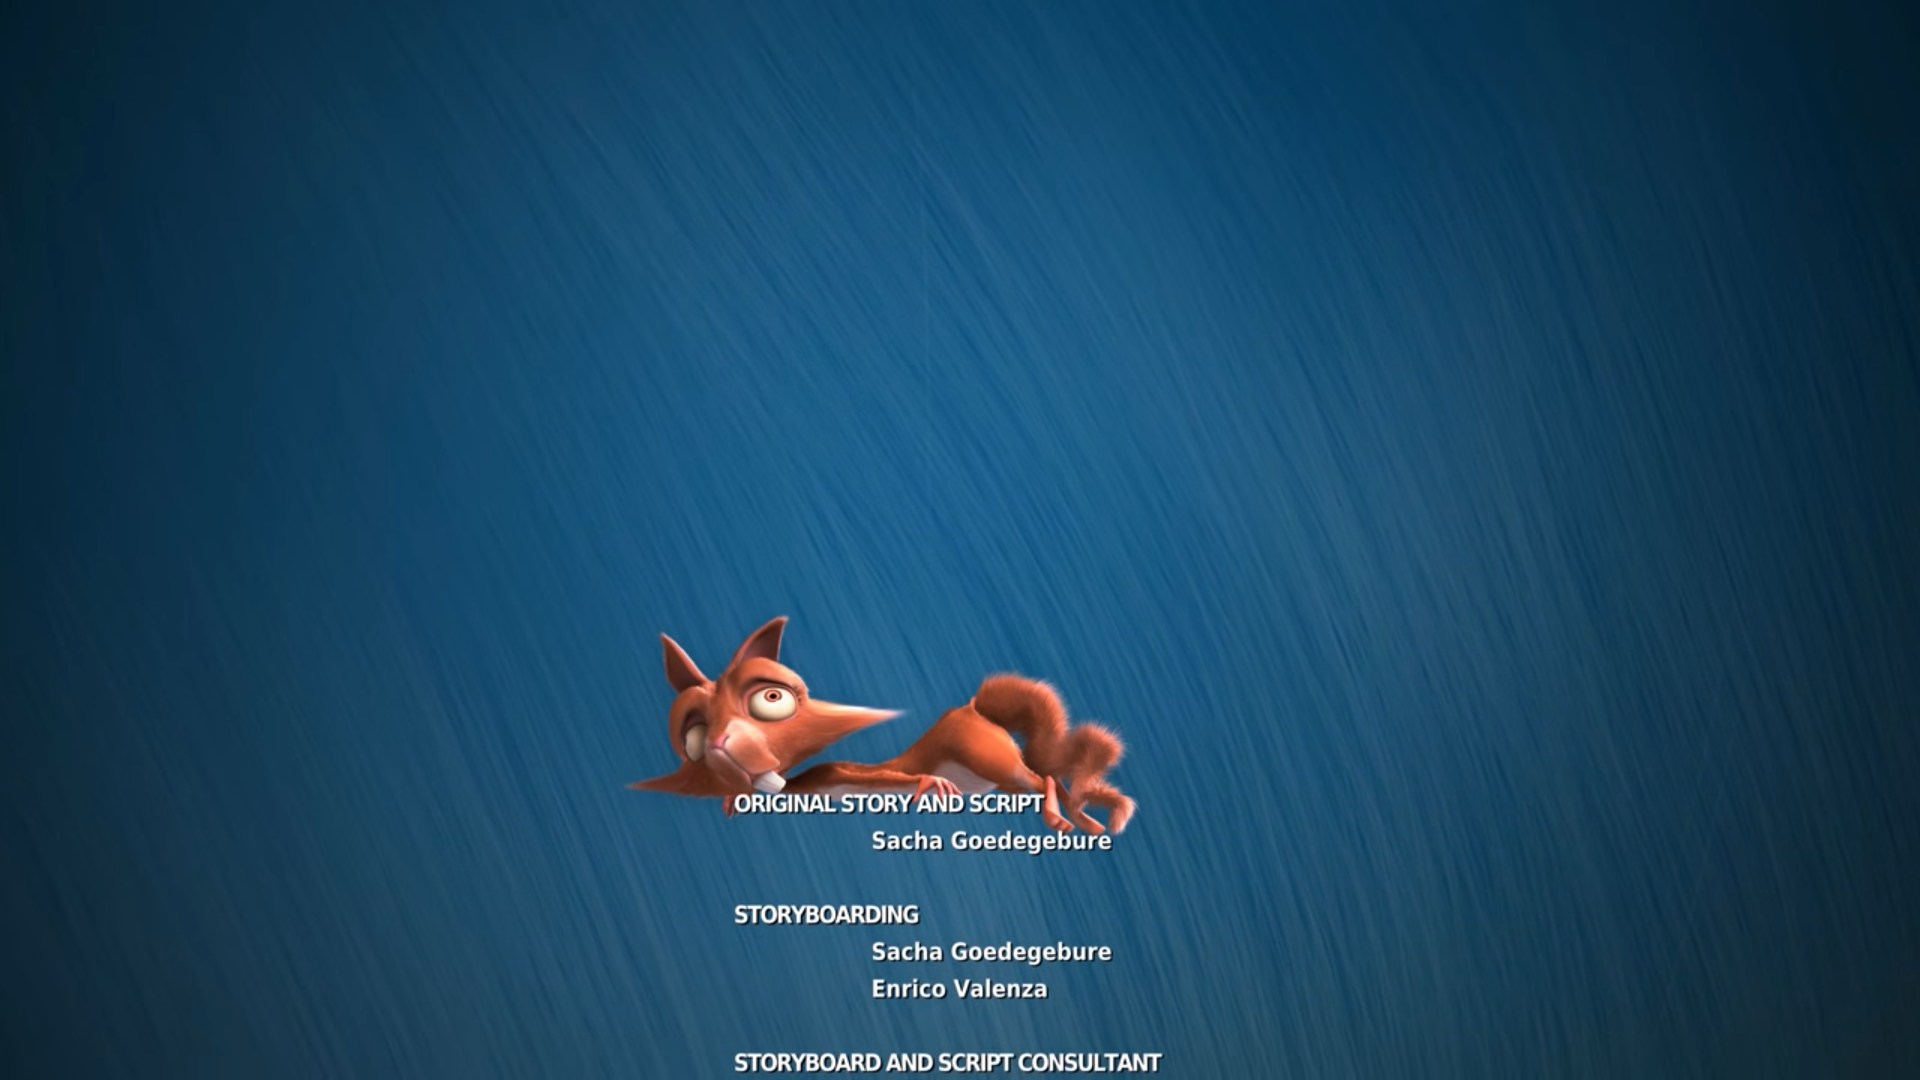 ORIGINAL STORY AND SCRIPT
Sacha Goedegebure
STORYBOARDING
Sacha Goedegebure
Enrico Valenza
STORYBOARD AND SCRIPT CONSULTANT